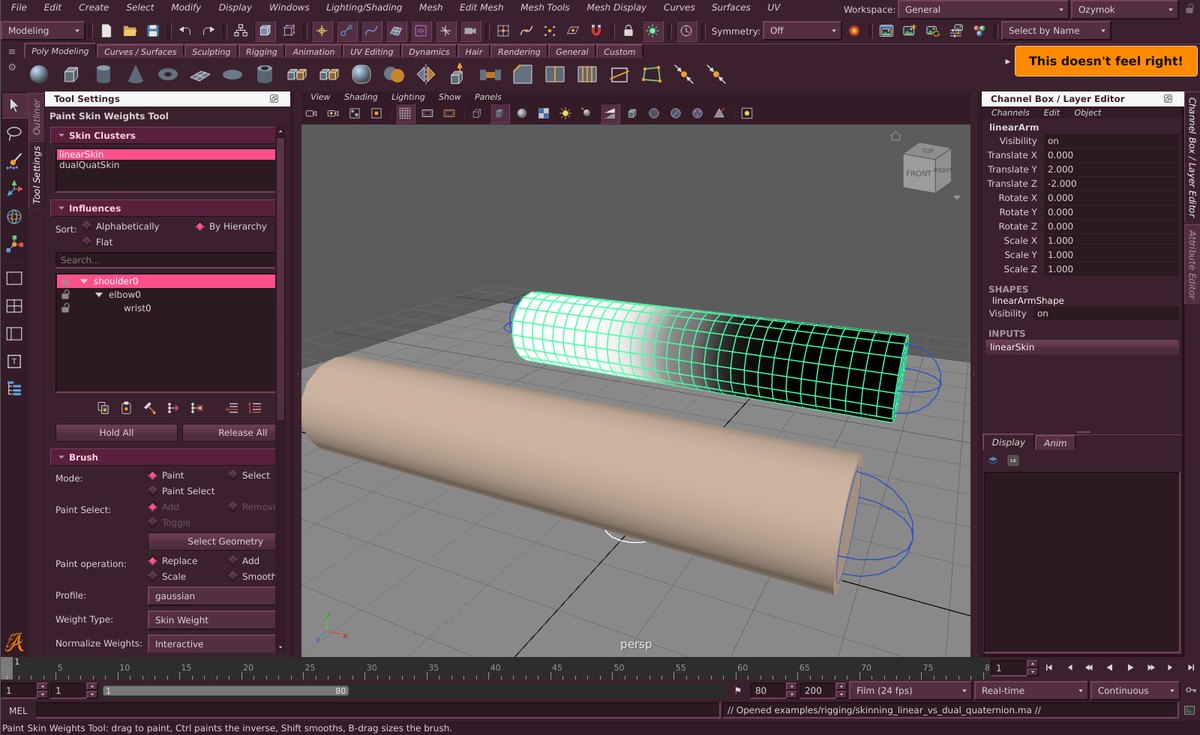 File Edit Create Select Modify Display Windows Lighting/Shading Mesh Edit Mesh Mesh Tools Mesh Display Curves Surfaces UV Workspace: General Ozymok
Modeling Symmetry: Off Select by Name
Poly Modeling Curves / Surfaces Sculpting Rigging Animation UV Editing Dynamics Hair Rendering General Custom
This doesn't feel right!
Tool Settings
Paint Skin Weights Tool
Outliner
Tool Settings
Skin Clusters
linearSkin
dualQuatSkin
Influences
Sort: Alphabetically By Hierarchy
Flat
Search...
shoulder0
elbow0
wrist0
Hold All Release All
Brush
Mode: Paint Select
Paint Select
Paint Select: Add Remove
Toggle
Select Geometry
Paint operation: Replace Add
Scale Smooth
Profile: gaussian
Weight Type: Skin Weight
Normalize Weights: Interactive
View Shading Lighting Show Panels
TOP
FRONT RIGHT
persp
y
z x
Channel Box / Layer Editor
Channels Edit Object
linearArm
Visibility on
Translate X 0.000
Translate Y 2.000
Translate Z -2.000
Rotate X 0.000
Rotate Y 0.000
Rotate Z 0.000
Scale X 1.000
Scale Y 1.000
Scale Z 1.000
SHAPES
linearArmShape
Visibility on
INPUTS
linearSkin
Display Anim
LS
Channel Box / Layer Editor
Attribute Editor
1 5 10 15 20 25 30 35 40 45 50 55 60 65 70 75 8 1
1 1 1 80 80 200 Film (24 fps) Real-time Continuous
MEL // Opened examples/rigging/skinning_linear_vs_dual_quaternion.ma //
Paint Skin Weights Tool: drag to paint, Ctrl paints the inverse, Shift smooths, B-drag sizes the brush.